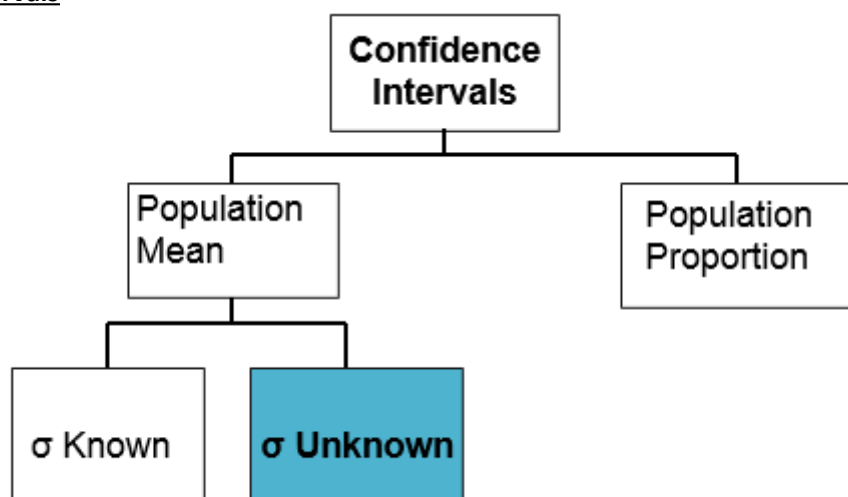 Confidence
Intervals
Population
Mean
Population
Proportion
σ Known
σ Unknown